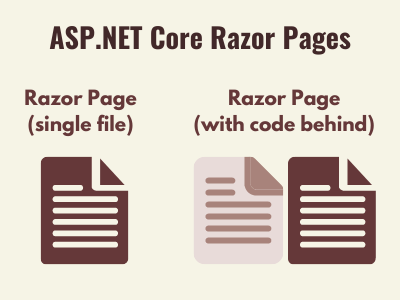 ASP.NET Core Razor Pages
Razor Page
(single file)
Razor Page
(with code behind)